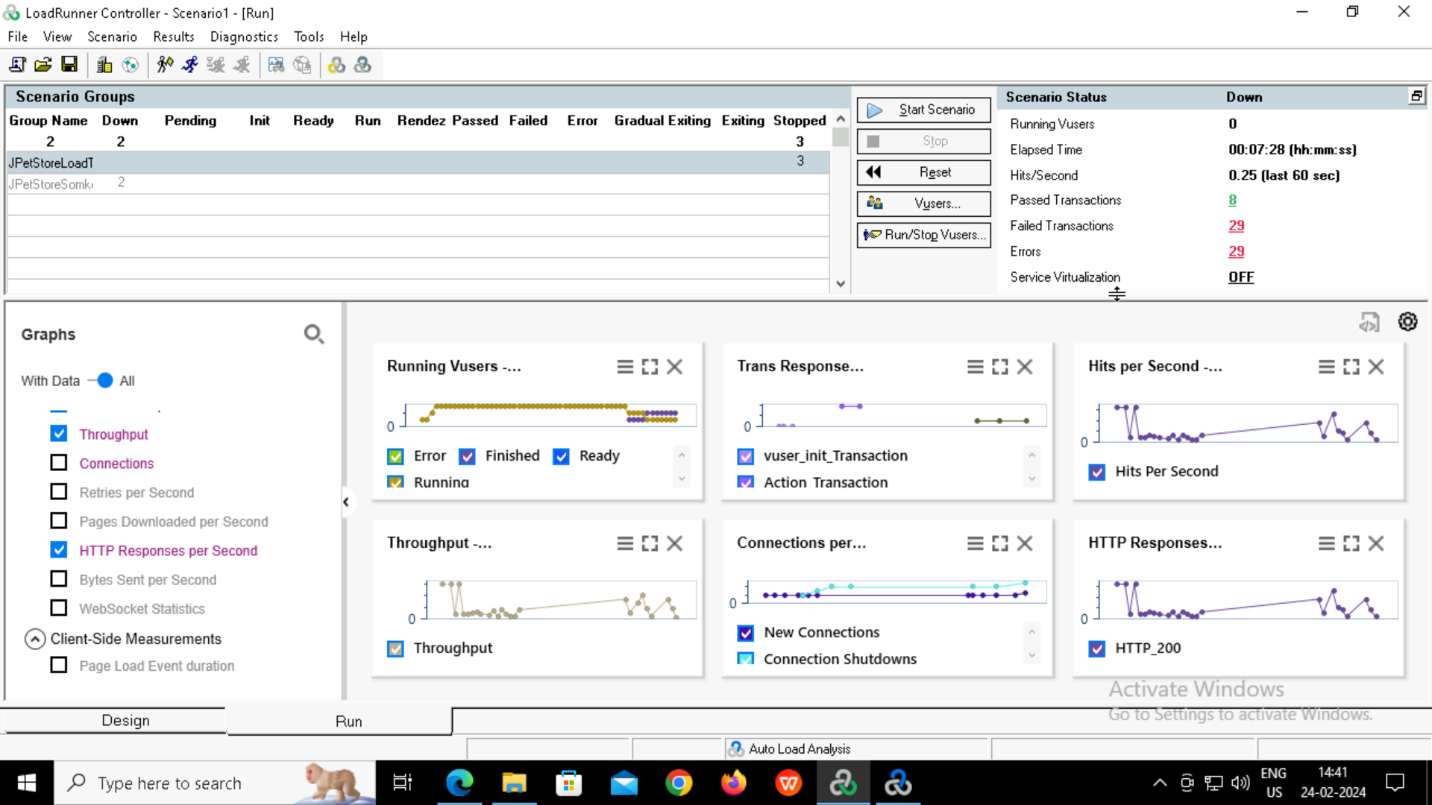 LoadRunner Controller - Scenario1 - [Run]
File View Scenario Results Diagnostics Tools Help
Scenario Groups
Group Name Down Pending Init Ready Run Rendez Passed Failed Error Gradual Exiting Exiting Stopped
2 2 3
JPetStoreLoadT 3
JPetStoreSomk 2
Start Scenario
Stop
Reset
Vusers...
Run/Stop Vusers...
Scenario Status Down
Running Vusers 0
Elapsed Time 00:07:28 (hh:mm:ss)
Hits/Second 0.25 (last 60 sec)
Passed Transactions 8
Failed Transactions 29
Errors 29
Service Virtualization OFF
Graphs
With Data All
Throughput
Connections
Retries per Second
Pages Downloaded per Second
HTTP Responses per Second
Bytes Sent per Second
WebSocket Statistics
Client-Side Measurements
Page Load Event duration
Running Vusers -...
0
Error Finished Ready
Running
Trans Response...
0
vuser_init_Transaction
Action_Transaction
Hits per Second -...
0
Hits Per Second
Throughput -...
0
Throughput
Connections per...
0
New Connections
Connection Shutdowns
HTTP Responses...
0
HTTP_200
Activate Windows
Go to Settings to activate Windows.
Design Run
Auto Load Analysis
Type here to search
ENG
US
14:41
24-02-2024